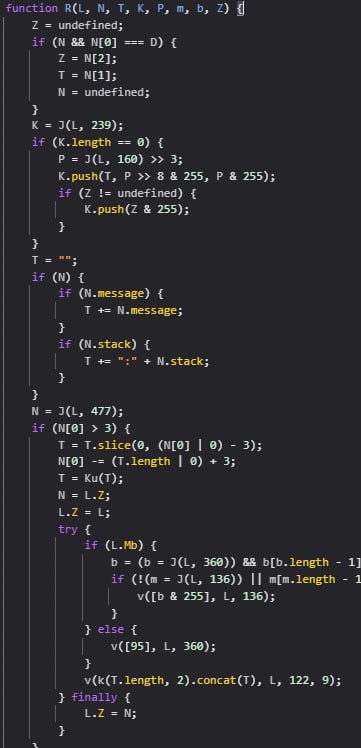 function R(L, N, T, K, P, m, b, Z) {
Z = undefined;
if (N && N[0] === D) {
Z = N[2];
T = N[1];
N = undefined;
}
K = J(L, 239);
if (K.length == 0) {
P = J(L, 160) >> 3;
K.push(T, P >> 8 & 255, P & 255);
if (Z != undefined) {
K.push(Z & 255);
}
}
T = "";
if (N) {
if (N.message) {
T += N.message;
}
if (N.stack) {
T += ":" + N.stack;
}
}
N = J(L, 477);
if (N[0] > 3) {
T = T.slice(0, (N[0] | 0) - 3);
N[0] -= (T.length | 0) + 3;
T = Ku(T);
N = L.Z;
L.Z = L;
try {
if (L.Mb) {
b = (b = J(L, 360)) && b[b.length - 1]
if (!(m = J(L, 136)) || m[m.length - 1
v([b & 255], L, 136);
}
} else {
v([95], L, 360);
}
v(k(T.length, 2).concat(T), L, 122, 9);
} finally {
L.Z = N;
}
}